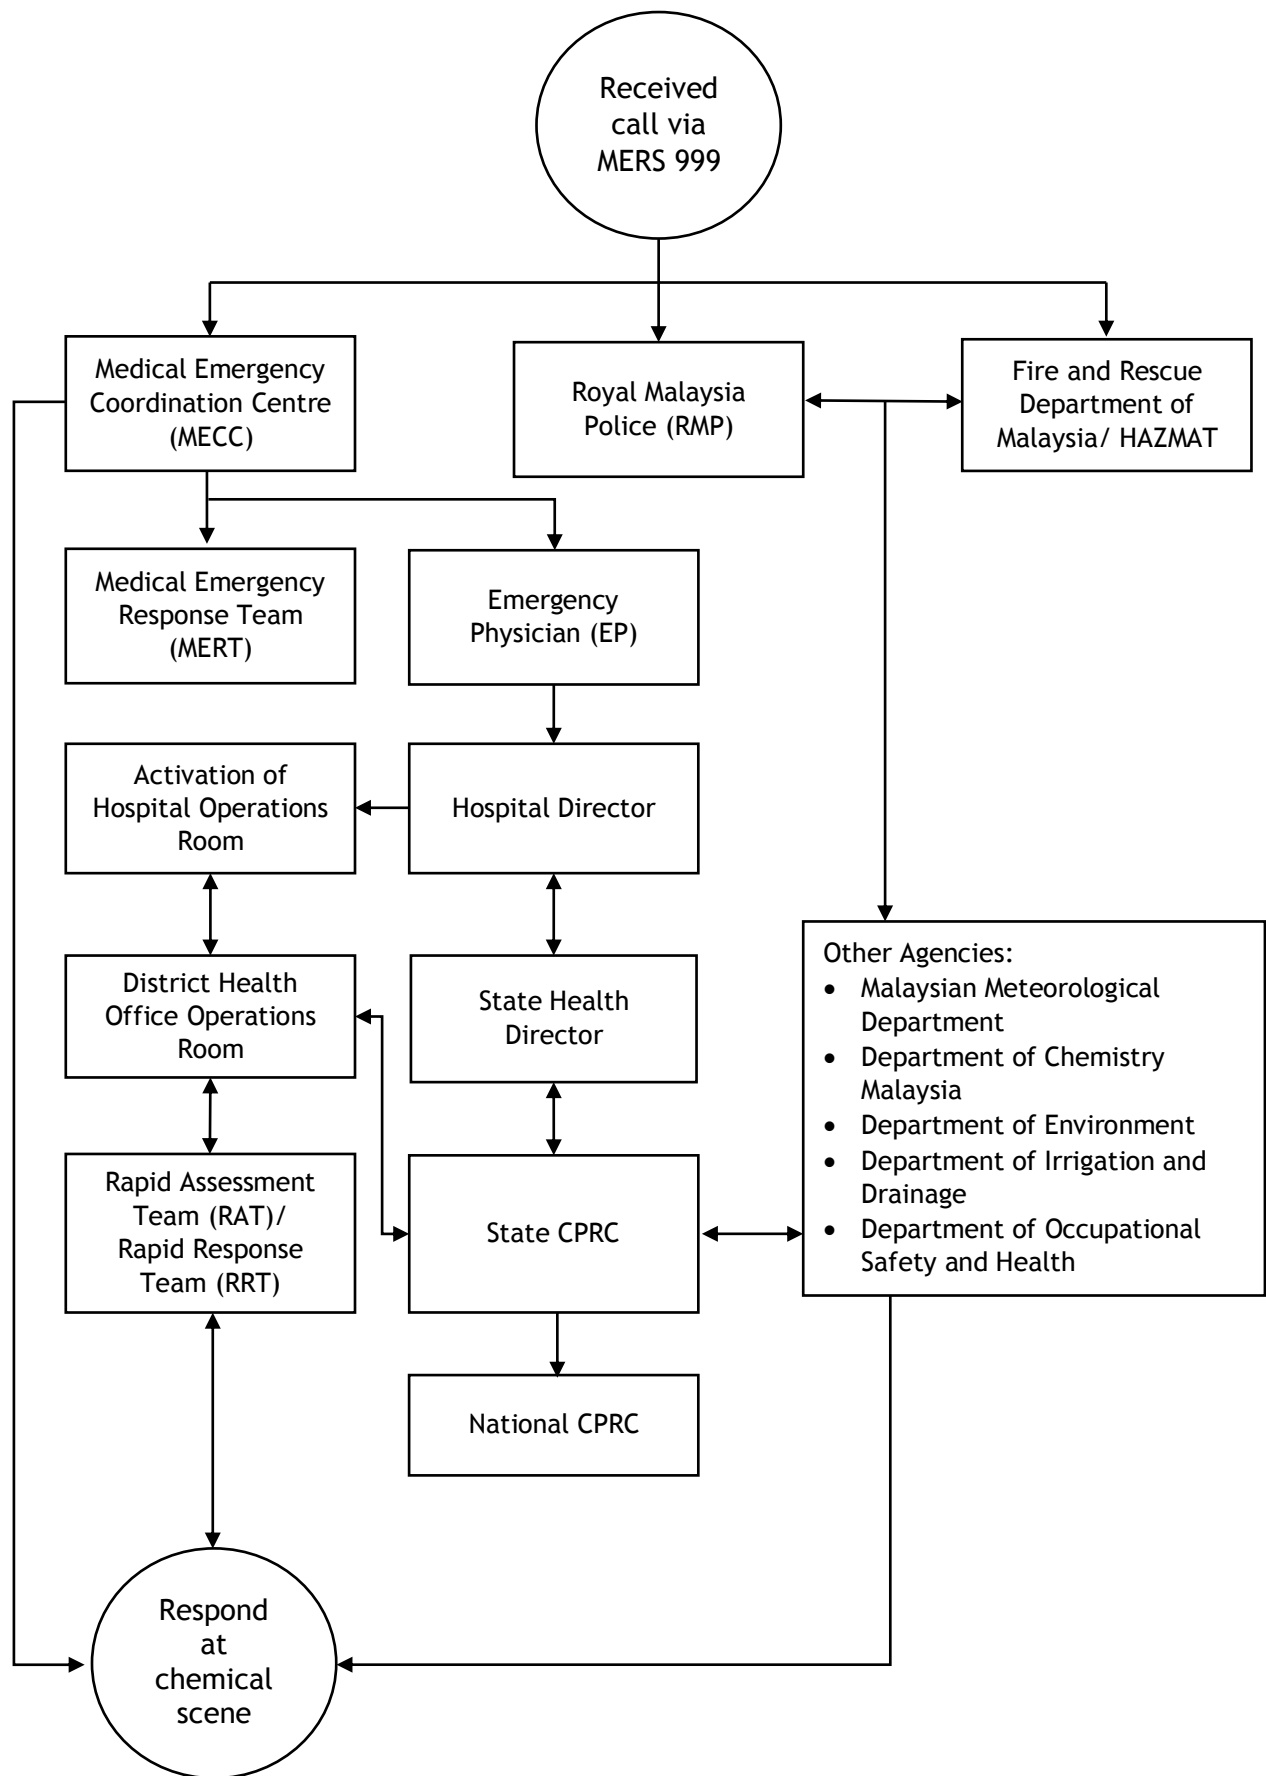 Received
call via
MERS 999
Medical Emergency
Coordination Centre
(MECC)
Royal Malaysia
Police (RMP)
Fire and Rescue
Department of
Malaysia/ HAZMAT
Medical Emergency
Response Team
(MERT)
Emergency
Physician (EP)
Activation of
Hospital Operations
Room
Hospital Director
District Health
Office Operations
Room
State Health
Director
Other Agencies:
• Malaysian Meteorological
Department
• Department of Chemistry
Malaysia
• Department of Environment
• Department of Irrigation and
Drainage
• Department of Occupational
Safety and Health
Rapid Assessment
Team (RAT)/
Rapid Response
Team (RRT)
State CPRC
National CPRC
Respond
at
chemical
scene